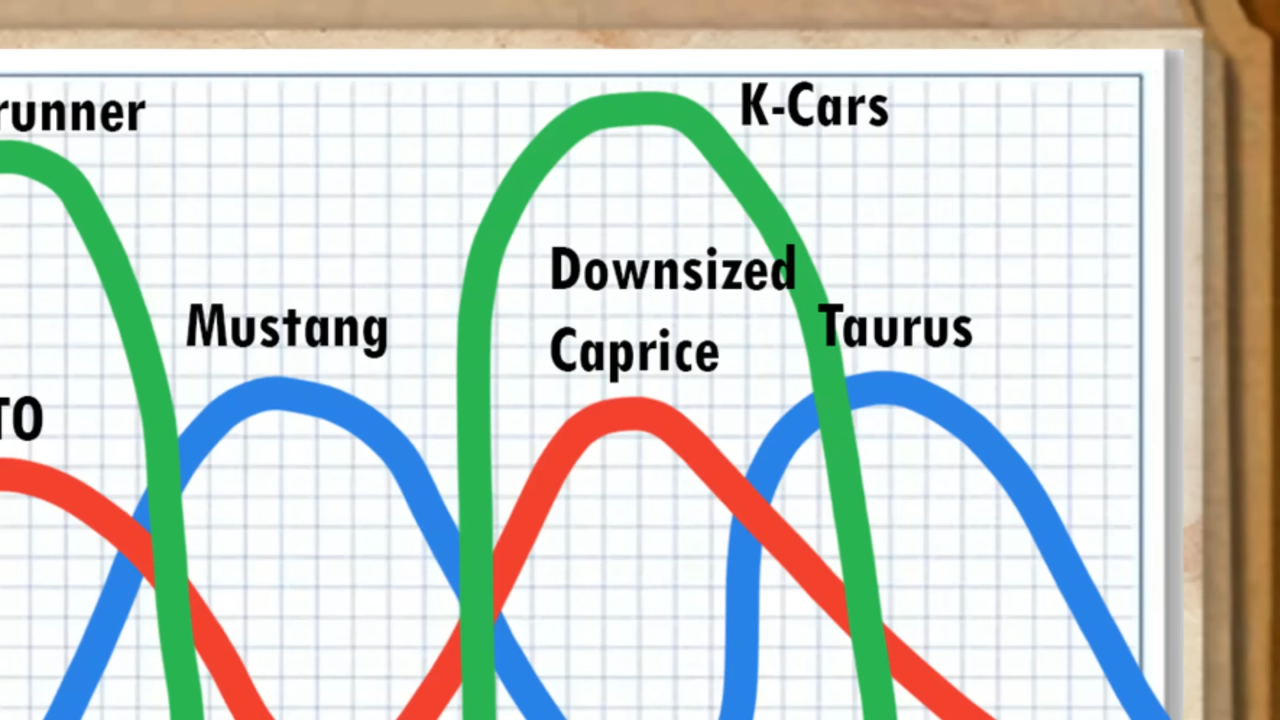 runner
K-Cars
Downsized
Caprice
Mustang
Taurus
TO